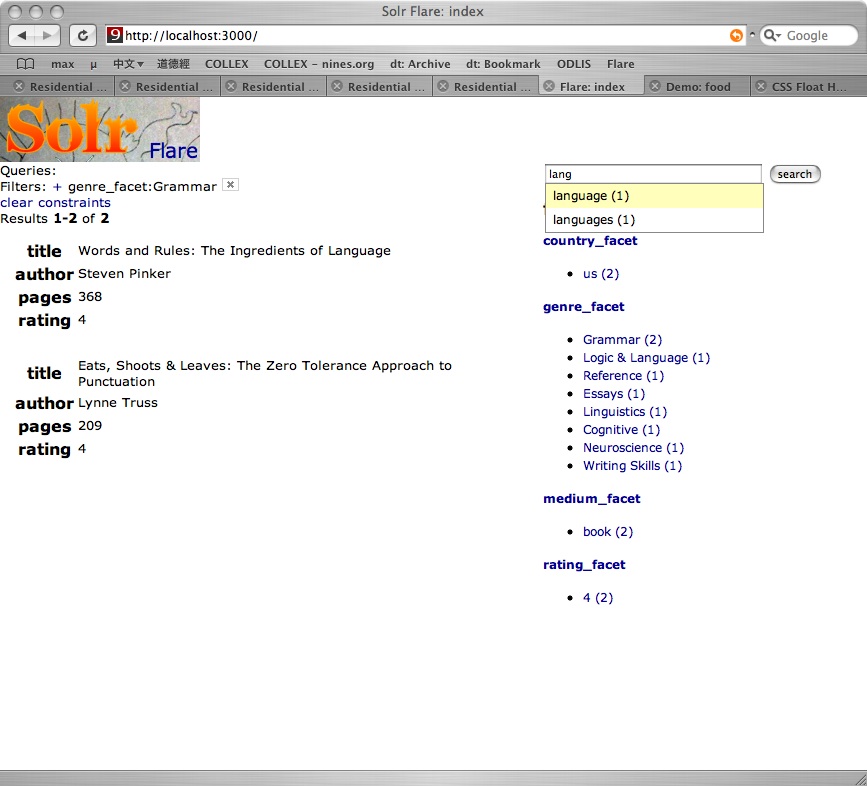 Solr Flare: index
http://localhost:3000/
Google
max μ 中文▾ 道德經 COLLEX COLLEX – nines.org dt: Archive dt: Bookmark ODLIS Flare
Residential ... Residential ... Residential ... Residential ... Residential ... Flare: index Demo: food CSS Float H...
Solr Flare
Queries:
Filters: + genre_facet:Grammar
clear constraints
Results 1-2 of 2
title Words and Rules: The Ingredients of Language
author Steven Pinker
pages 368
rating 4
title Eats, Shoots & Leaves: The Zero Tolerance Approach to
Punctuation
author Lynne Truss
pages 209
rating 4
lang search
language (1)
languages (1)
country_facet
us (2)
genre_facet
Grammar (2)
Logic & Language (1)
Reference (1)
Essays (1)
Linguistics (1)
Cognitive (1)
Neuroscience (1)
Writing Skills (1)
medium_facet
book (2)
rating_facet
4 (2)